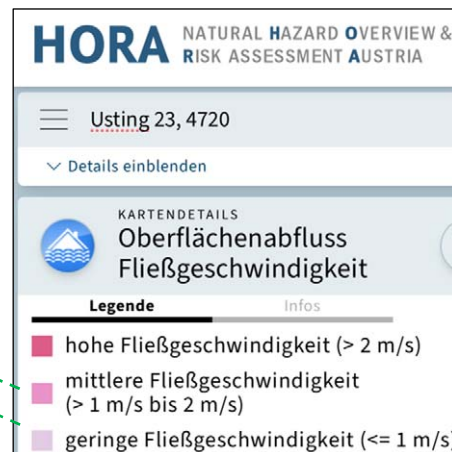 HORA NATURAL HAZARD OVERVIEW &
RISK ASSESSMENT AUSTRIA
Usting 23, 4720
Details einblenden
KARTENDETAILS
Oberflächenabfluss
Fließgeschwindigkeit
Legende Infos
hohe Fließgeschwindigkeit (> 2 m/s)
mittlere Fließgeschwindigkeit
(> 1 m/s bis 2 m/s)
geringe Fließgeschwindigkeit (<= 1 m/s)